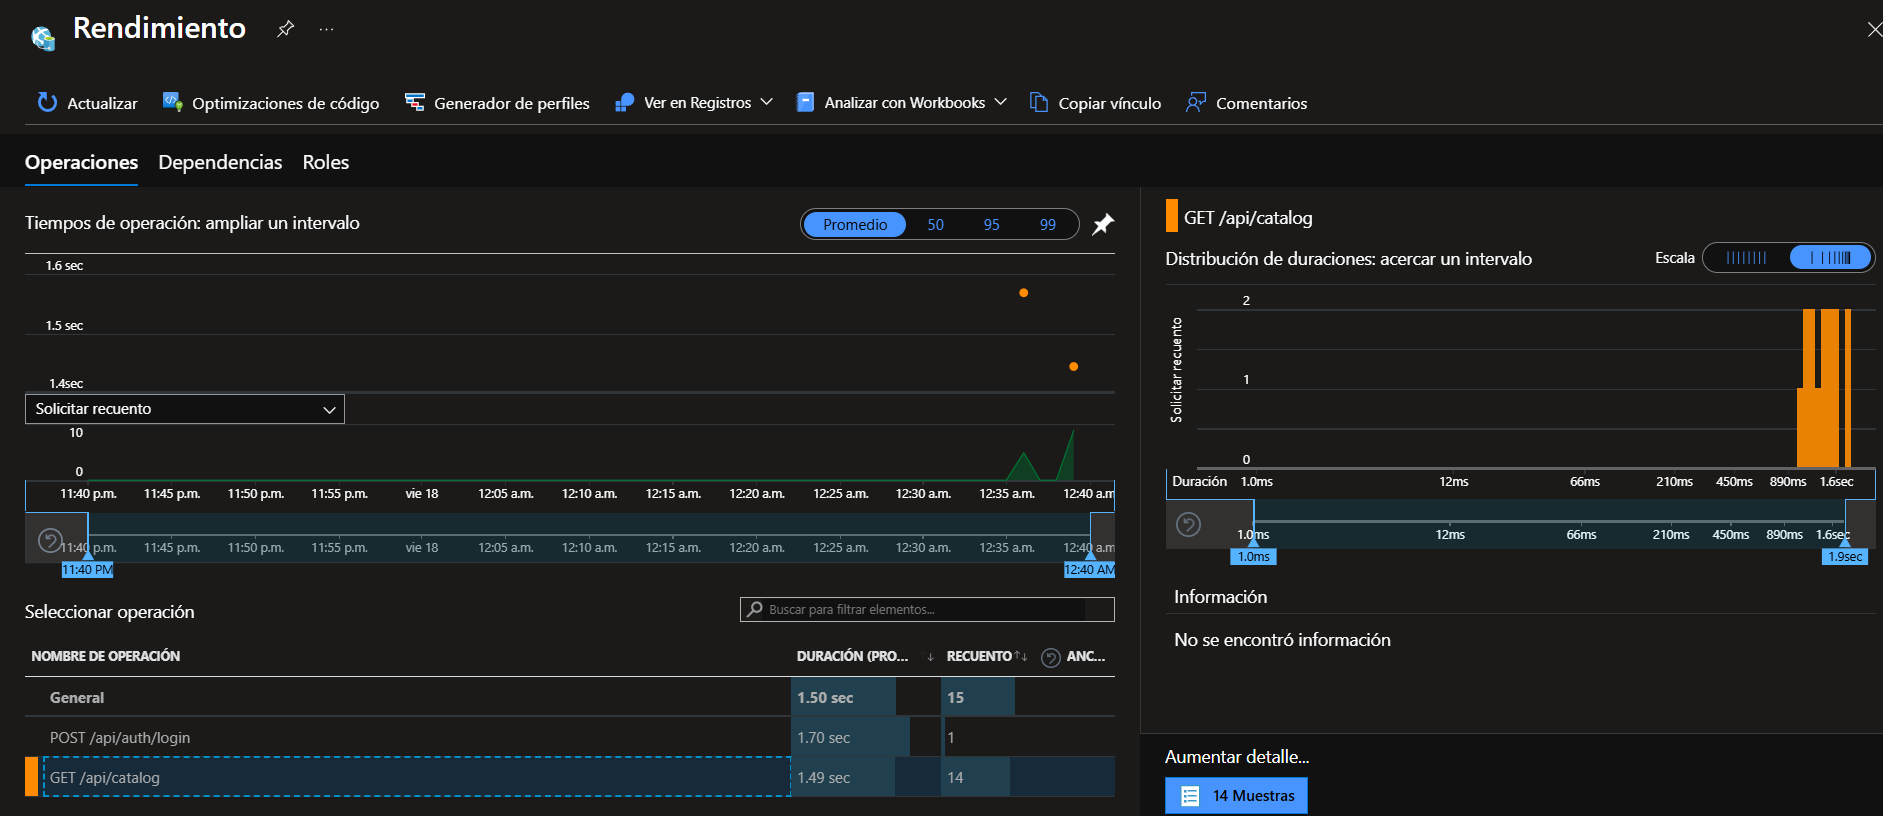 Rendimiento
Actualizar Optimizaciones de código Generador de perfiles Ver en Registros Analizar con Workbooks Copiar vínculo Comentarios
Operaciones Dependencias Roles
Tiempos de operación: ampliar un intervalo
Promedio 50 95 99
1.6 sec
1.5 sec
1.4sec
Solicitar recuento
10
0
11:40 p.m. 11:45 p.m. 11:50 p.m. 11:55 p.m. vie 18 12:05 a.m. 12:10 a.m. 12:15 a.m. 12:20 a.m. 12:25 a.m. 12:30 a.m. 12:35 a.m. 12:40 a.m
11:40 p.m. 11:45 p.m. 11:50 p.m. 11:55 p.m. vie 18 12:05 a.m. 12:10 a.m. 12:15 a.m. 12:20 a.m. 12:25 a.m. 12:30 a.m. 12:35 a.m. 12:40 a.m
11:40 PM 12:40 AM
Seleccionar operación
Buscar para filtrar elementos...
NOMBRE DE OPERACIÓN DURACIÓN (PRO... RECUENTO ANC...
General 1.50 sec 15
POST /api/auth/login 1.70 sec 1
GET /api/catalog 1.49 sec 14
GET /api/catalog
Distribución de duraciones: acercar un intervalo
Escala
Solicitar recuento
2
1
0
Duración 1.0ms 12ms 66ms 210ms 450ms 890ms 1.6sec
1.0ms 12ms 66ms 210ms 450ms 890ms 1.6sec
1.0ms 1.9sec
Información
No se encontró información
Aumentar detalle...
14 Muestras